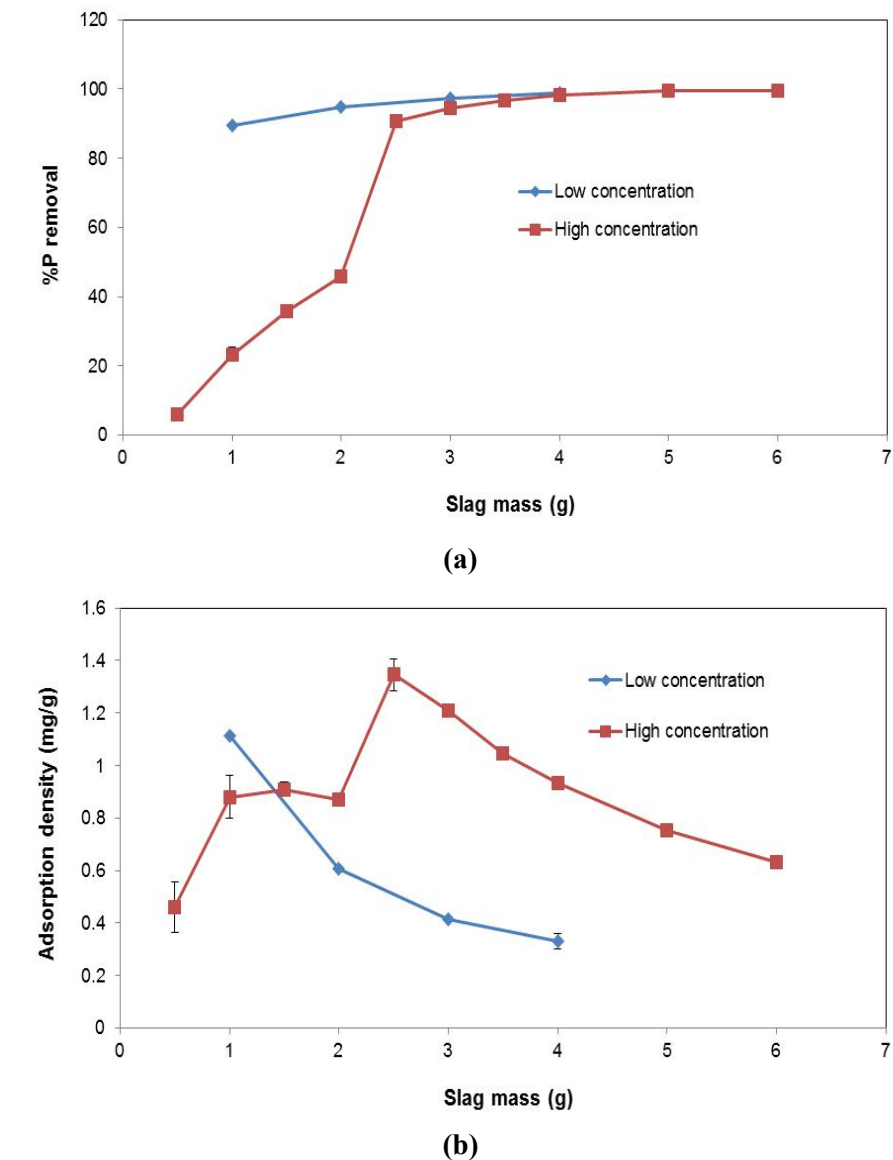 120
100
80
60
40
20
0
%P removal
Low concentration
High concentration
0 1 2 3 4 5 6 7
Slag mass (g)
(a)
1.6
1.4
1.2
1
0.8
0.6
0.4
0.2
0
Adsorption density (mg/g)
Low concentration
High concentration
0 1 2 3 4 5 6 7
Slag mass (g)
(b)